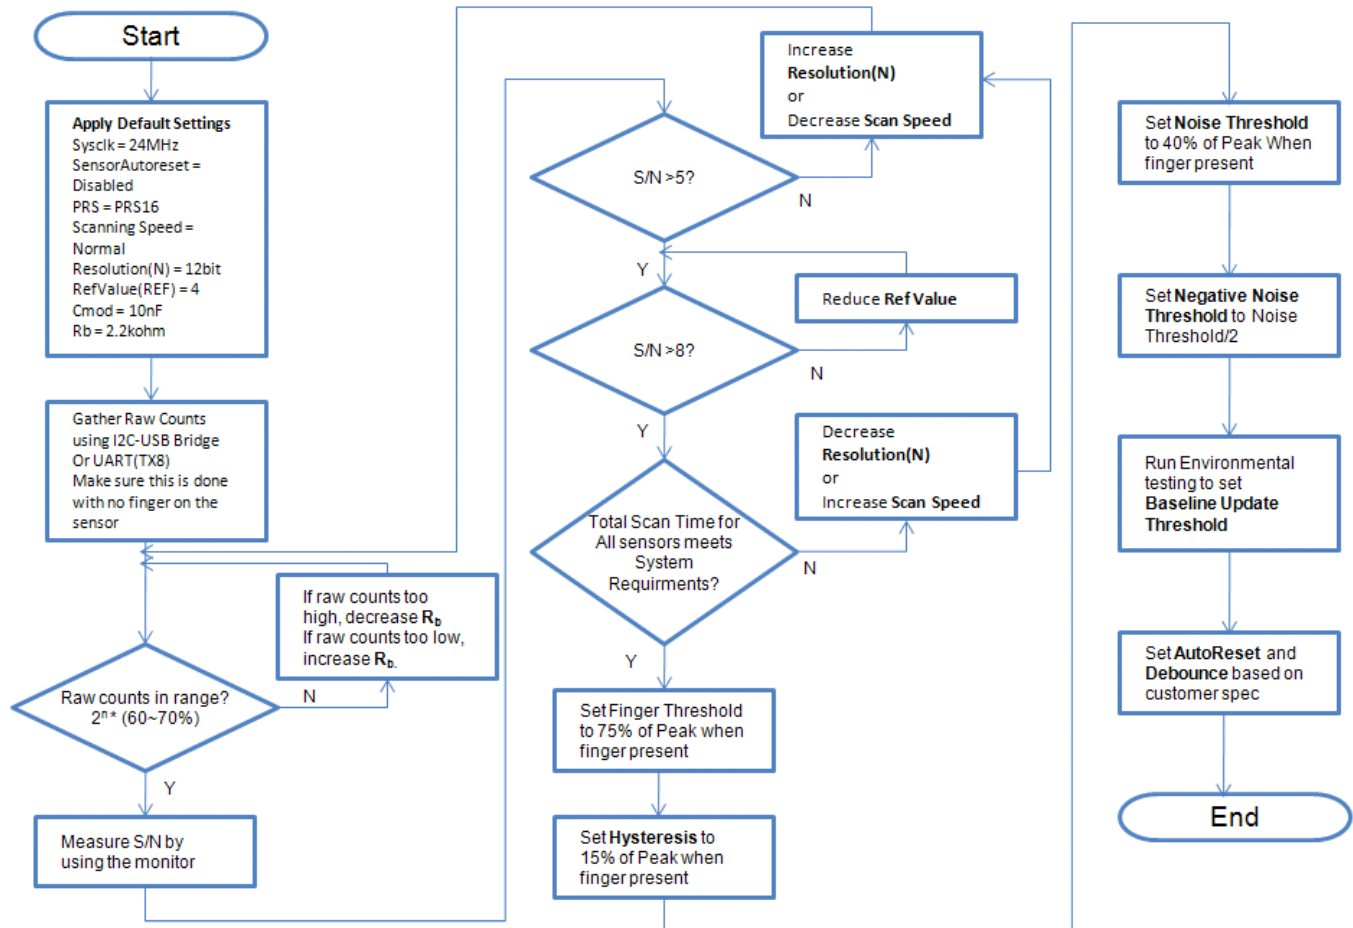 Start
Apply Default Settings
Sysclk = 24MHz
SensorAutoreset =
Disabled
PRS = PRS16
Scanning Speed =
Normal
Resolution(N) = 12bit
RefValue(REF) = 4
Cmod = 10nF
Rb = 2.2kohm
Gather Raw Counts
using I2C-USB Bridge
Or UART(TX8)
Make sure this is done
with no finger on the
sensor
If raw counts too
high, decrease Rb
If raw counts too low,
increase Rb.
Raw counts in range?
2^n * (60~70%)
N
Y
Measure S/N by
using the monitor
Increase
Resolution(N)
or
Decrease Scan Speed
S/N >5?
N
Y
Reduce Ref Value
S/N >8?
N
Y
Decrease
Resolution(N)
or
Increase Scan Speed
Total Scan Time for
All sensors meets
System
Requirments?
N
Y
Set Finger Threshold
to 75% of Peak when
finger present
Set Hysteresis to
15% of Peak when
finger present
Set Noise Threshold
to 40% of Peak When
finger present
Set Negative Noise
Threshold to Noise
Threshold/2
Run Environmental
testing to set
Baseline Update
Threshold
Set AutoReset and
Debounce based on
customer spec
End